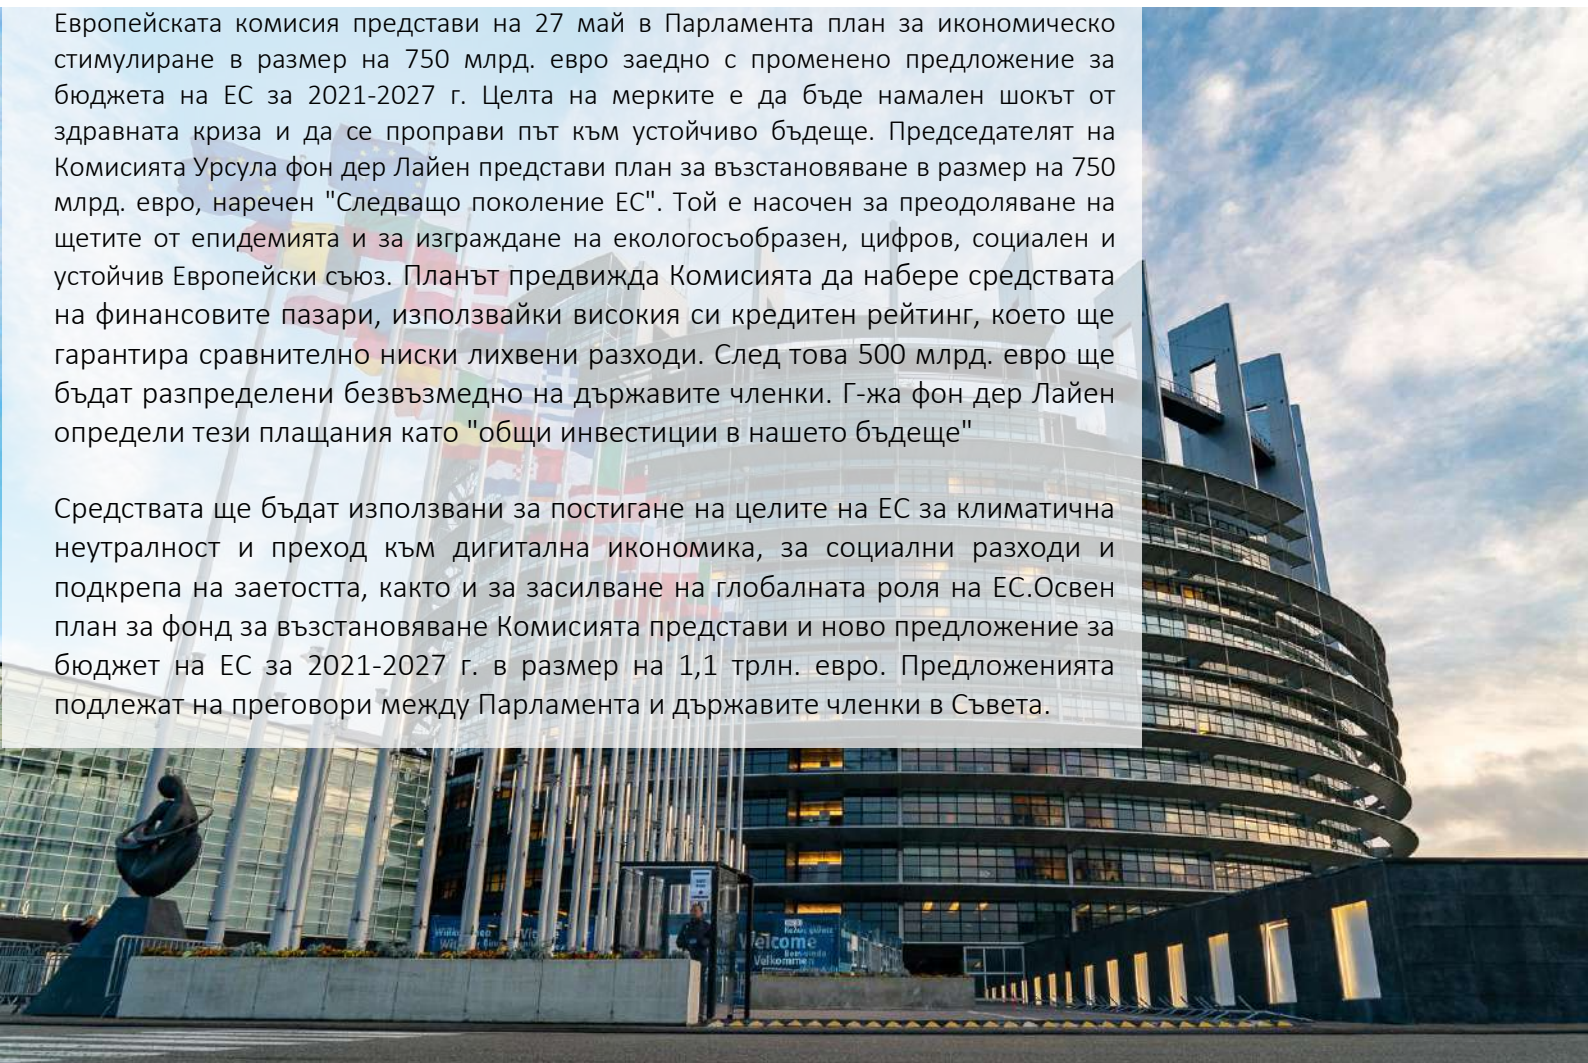 Европейската комисия представи на 27 май в Парламента план за икономическо
стимулиране в размер на 750 млрд. евро заедно с променено предложение за
бюджета на ЕС за 2021-2027 г. Целта на мерките е да бъде намален шокът от
здравната криза и да се проправи път към устойчиво бъдеще. Председателят на
Комисията Урсула фон дер Лайен представи план за възстановяване в размер на 750
млрд. евро, наречен "Следващо поколение ЕС". Той е насочен за преодоляване на
щетите от епидемията и за изграждане на екологосъобразен, цифров, социален и
устойчив Европейски съюз. Планът предвижда Комисията да набере средствата
на финансовите пазари, използвайки високия си кредитен рейтинг, което ще
гарантира сравнително ниски лихвени разходи. След това 500 млрд. евро ще
бъдат разпределени безвъзмедно на държавите членки. Г-жа фон дер Лайен
определи тези плащания като "общи инвестиции в нашето бъдеще"
Средствата ще бъдат използвани за постигане на целите на ЕС за климатична
неутралност и преход към дигитална икономика, за социални разходи и
подкрепа на заетостта, както и за засилване на глобалната роля на ЕС.Освен
план за фонд за възстановяване Комисията представи и ново предложение за
бюджет на ЕС за 2021-2027 г. в размер на 1,1 трлн. евро. Предложенията
подлежат на преговори между Парламента и държавите членки в Съвета.
Welcome
Velkommen